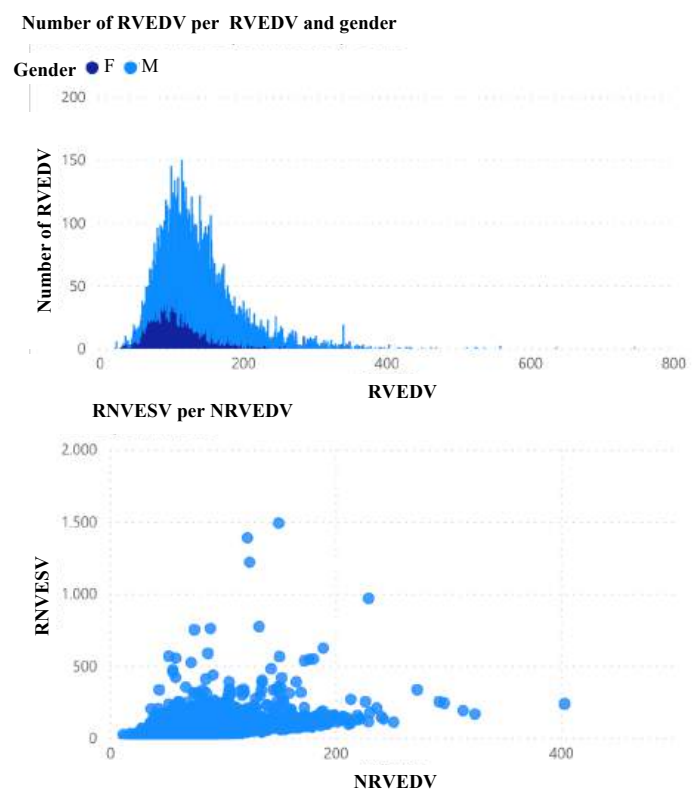 Number of RVEDV per RVEDV and gender
Gender F M
200
150
100
50
0
Number of RVEDV
0 200 400 600 800
RVEDV
RNVESV per NRVEDV
2.000
1.500
1.000
500
0
RNVESV
0 200 400
NRVEDV